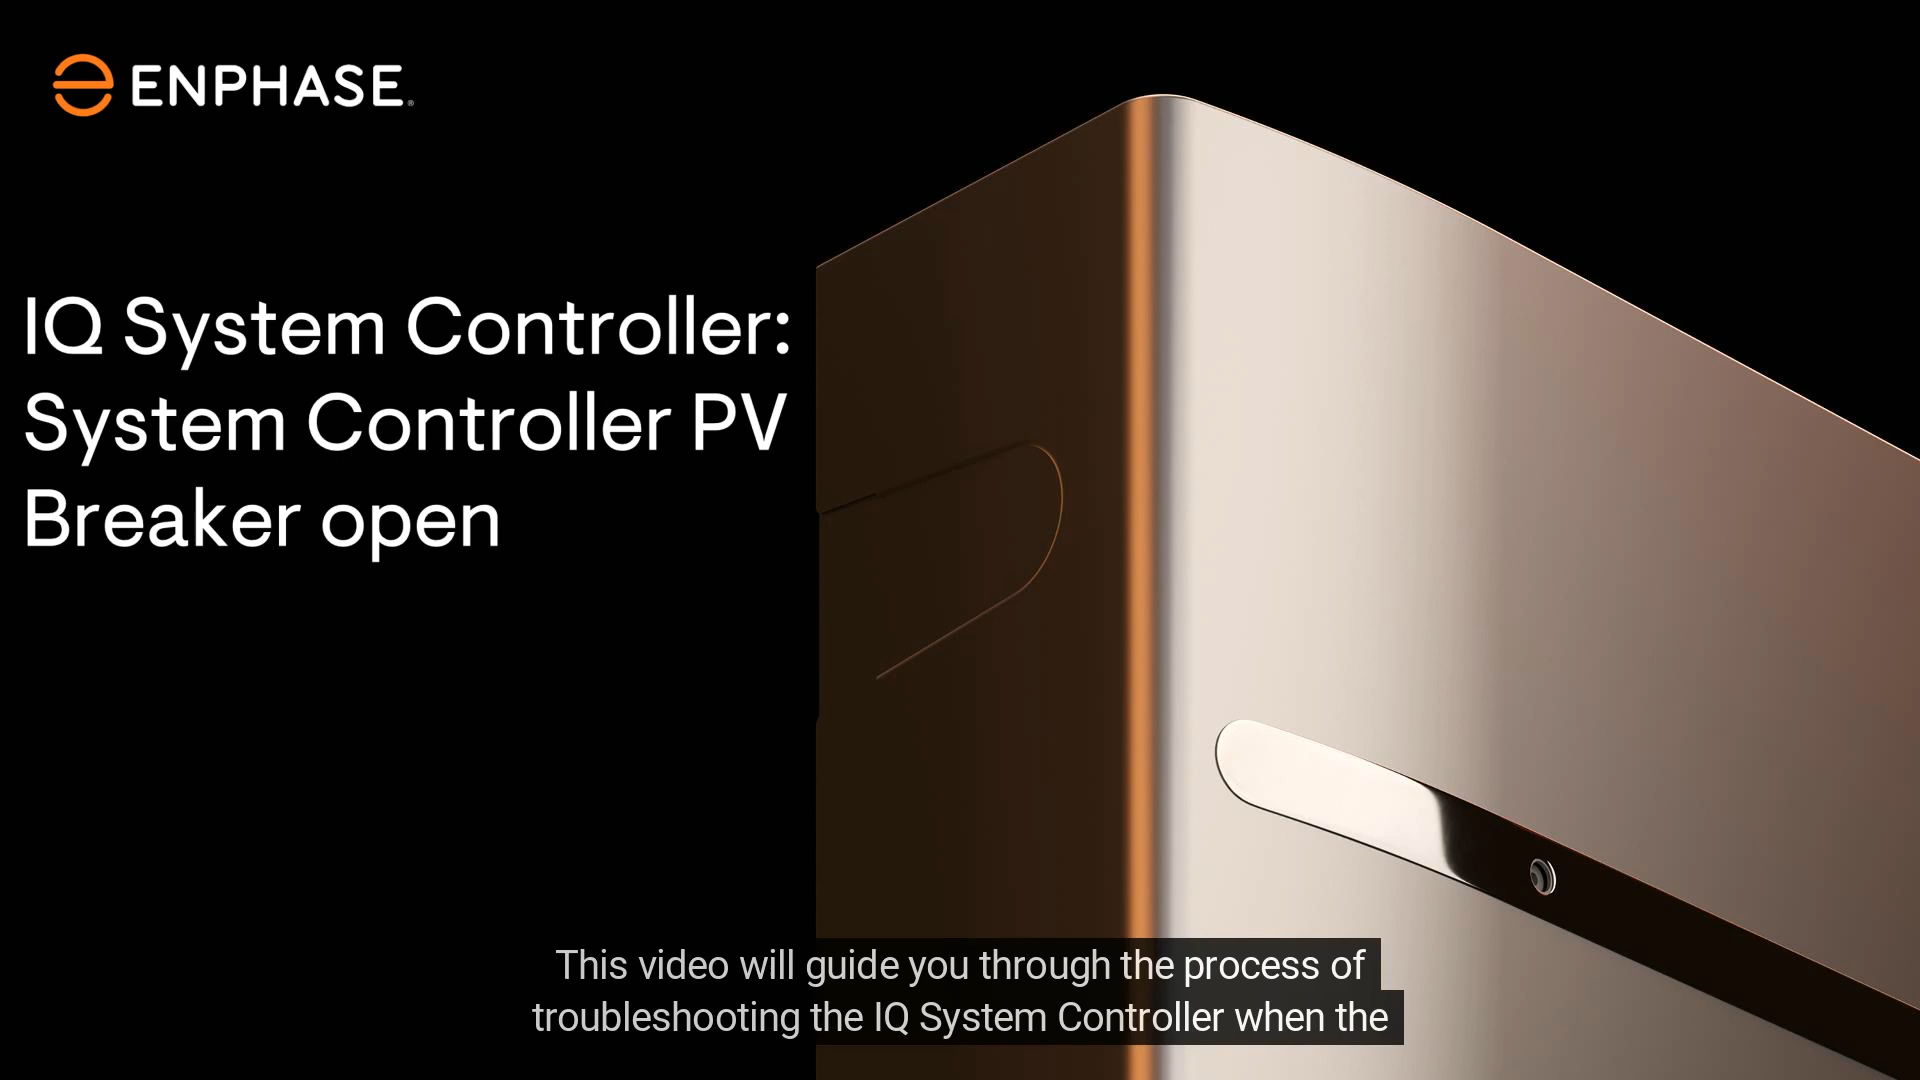 ENPHASE®
IQ System Controller:
System Controller PV
Breaker open
This video will guide you through the process of
troubleshooting the IQ System Controller when the